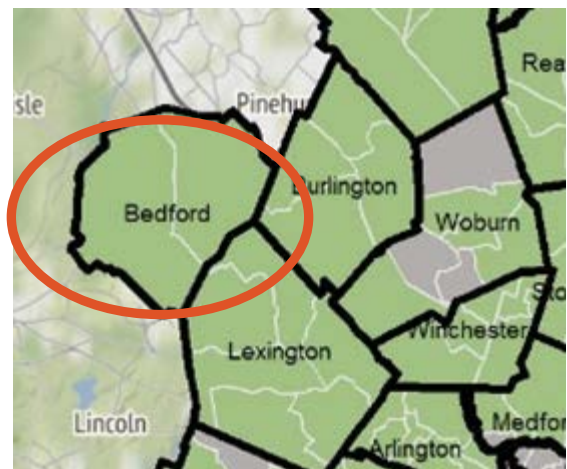 Rea
sle
Pinehu
Burlington
Bedford
Woburn
Sto
Winchester
Lexington
Lincoln
Medfor
Arlington